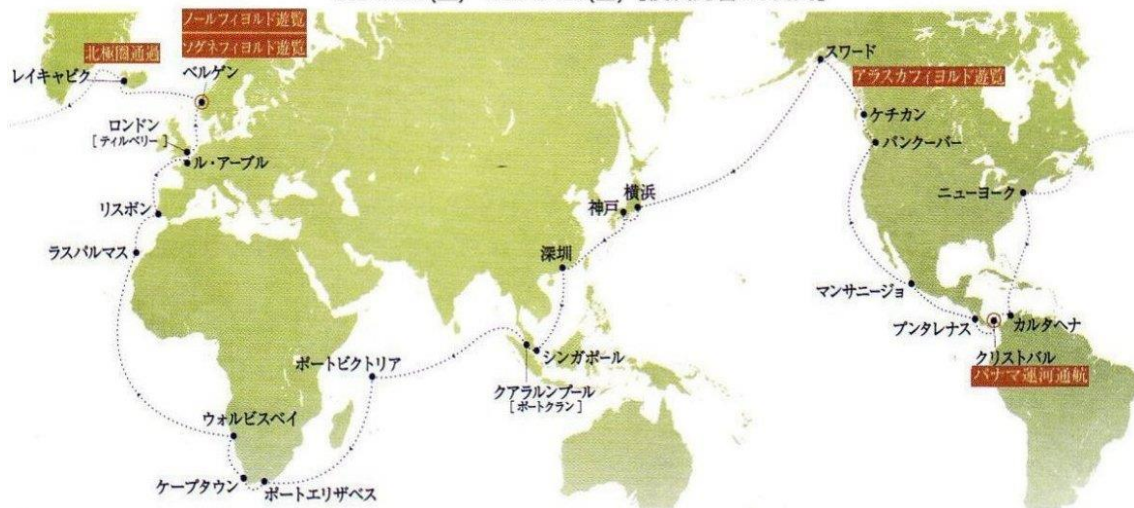 ノールフィヨルド遊覧
ソグネフィヨルド遊覧
北極圏通過
レイキャビク
ベルゲン
スワード
アラスカフィヨルド遊覧
ケチカン
バンクーバー
ロンドン
[ティルベリー]
ル・アーブル
ニューヨーク
横浜
神戸
リスボン
ラスパルマス
深圳
マンサニージョ
プンタレナス
カルタヘナ
クリストバル
パナマ運河通航
シンガポール
ポートビクトリア
クアラルンプール
[ポートクラン]
ウォルビスベイ
ケープタウン
ポートエリザベス